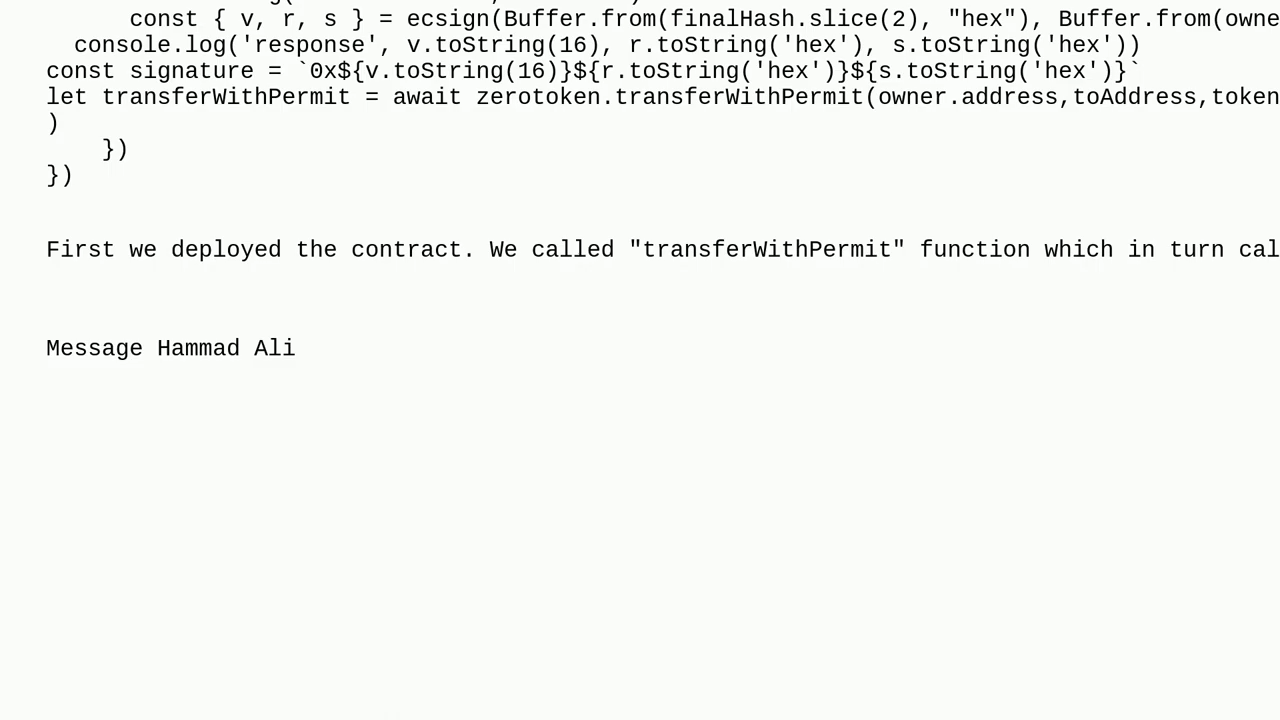 const { v, r, s } = ecsign(Buffer.from(finalHash.slice(2), "hex"), Buffer.from(owne
console.log('response', v.toString(16), r.toString('hex'), s.toString('hex'))
const signature = `0x${v.toString(16)}${r.toString('hex')}${s.toString('hex')}`
let transferWithPermit = await zerotoken.transferWithPermit(owner.address,toAddress,token
)
})
})
First we deployed the contract. We called "transferWithPermit" function which in turn cal
Message Hammad Ali